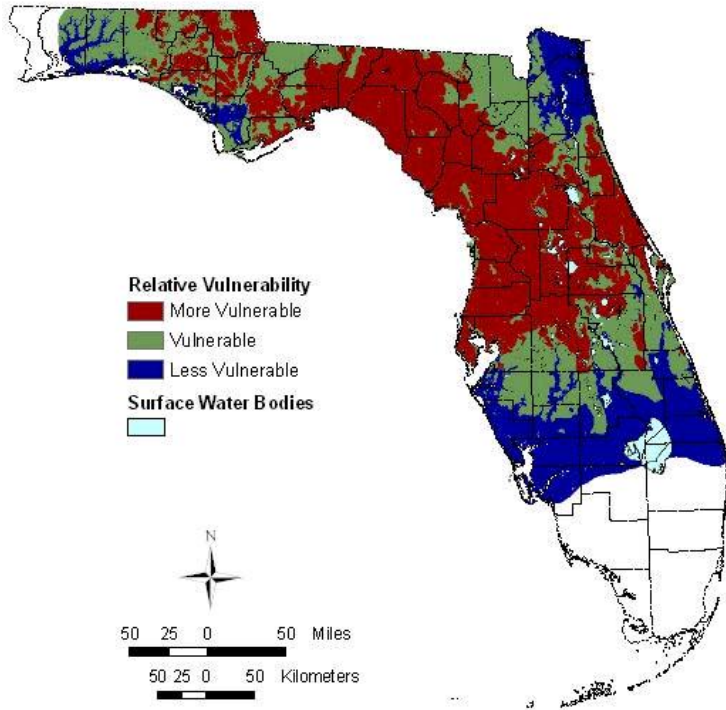 Relative Vulnerability
More Vulnerable
Vulnerable
Less Vulnerable
Surface Water Bodies
N
50 25 0 50 Miles
50 25 0 50 Kilometers